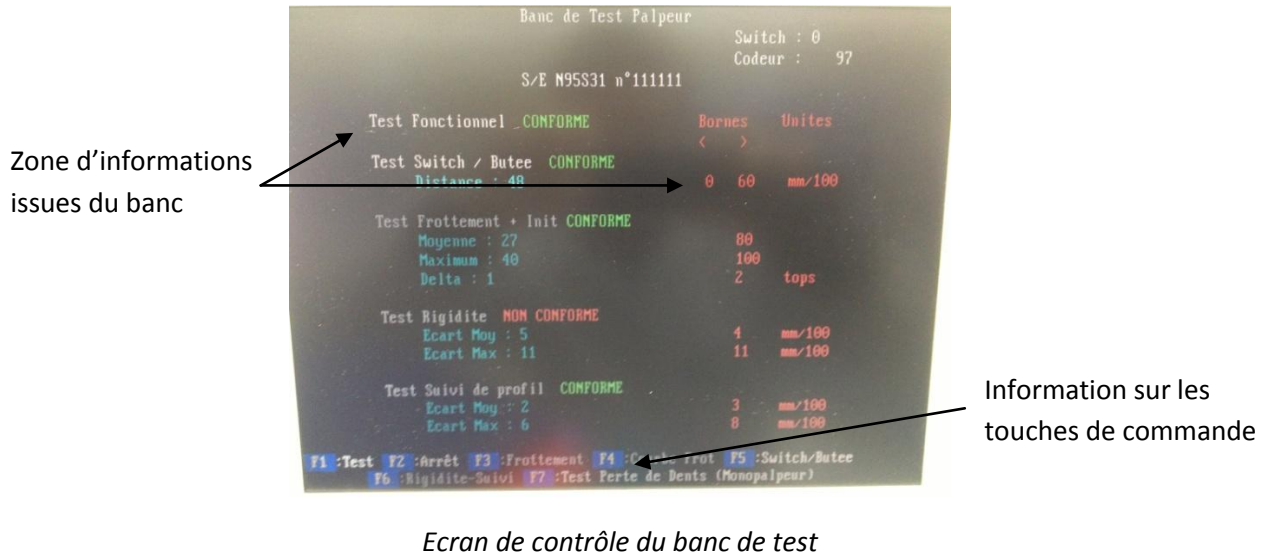 Banc de Test Palpeur
Switch : 0
Codeur : 97
S/E N95S31 n°111111
Test Fonctionnel CONFORME Bornes Unites
< >
Test Switch / Butee CONFORME
Distance : 48 0 60 mm/100
Test Frottement + Init CONFORME
Moyenne : 27 80
Maximum : 40 100
Delta : 1 2 tops
Test Rigidite NON CONFORME
Ecart Moy : 5 4 mm/100
Ecart Max : 11 11 mm/100
Test Suivi de profil CONFORME
Ecart Moy : 2 3 mm/100
Ecart Max : 6 8 mm/100
F1 :Test F2 :Arrêt F3 :Frottement F4 : Frot F5 :Switch/Butee
F6 :Rigidite-Suivi F7 :Test Perte de Dents (Monopalpeur)
Zone d'informations
issues du banc
Information sur les
touches de commande
Ecran de contrôle du banc de test